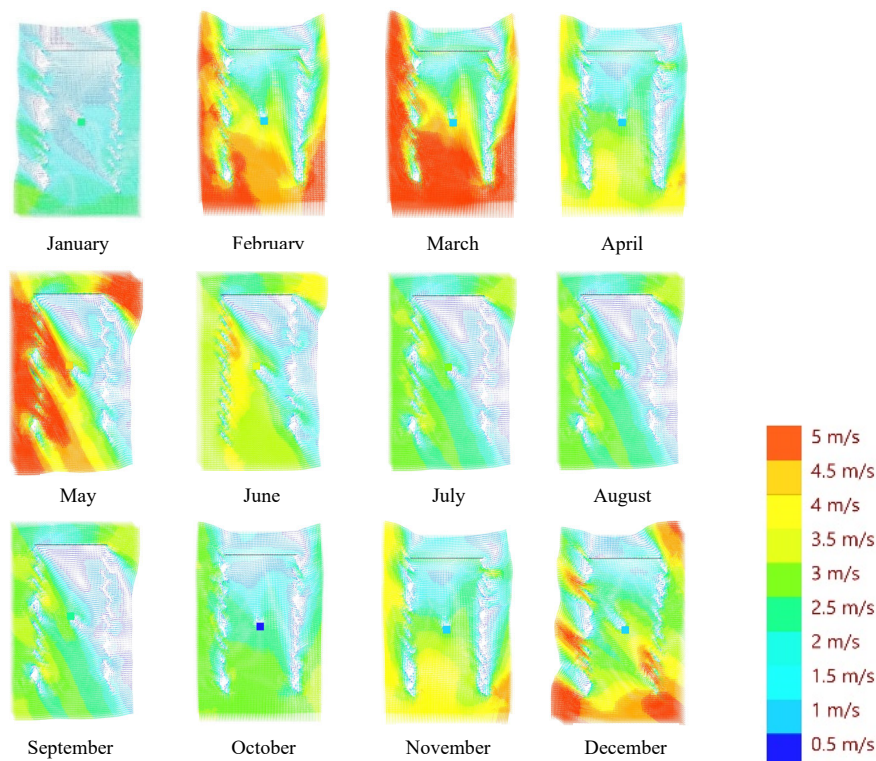 January
February
March
April
May
June
July
August
September
October
November
December
5 m/s
4.5 m/s
4 m/s
3.5 m/s
3 m/s
2.5 m/s
2 m/s
1.5 m/s
1 m/s
0.5 m/s